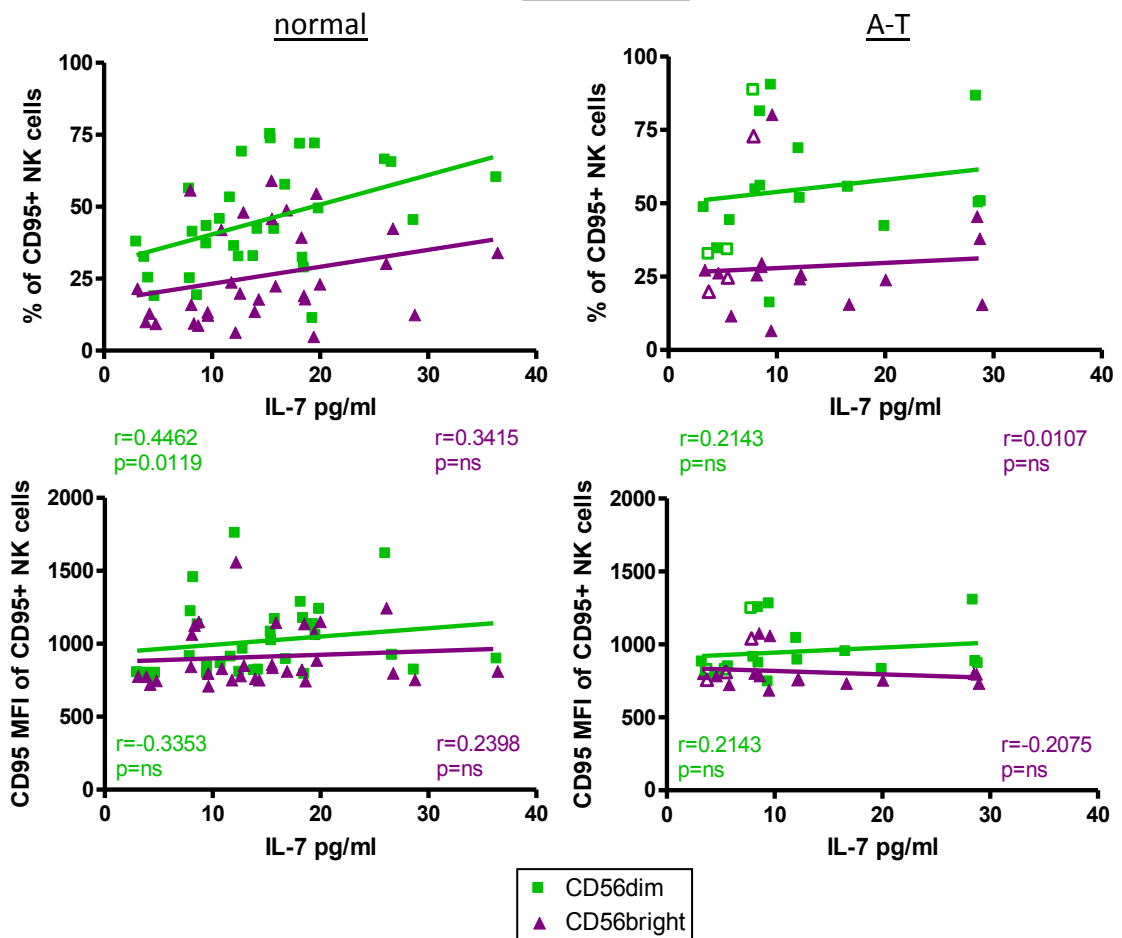 normal
A-T
100
75
50
25
0
% of CD95+ NK cells
0 10 20 30 40
IL-7 pg/ml
100
75
50
25
0
% of CD95+ NK cells
0 10 20 30 40
IL-7 pg/ml
r=0.4462
p=0.0119
r=0.3415
p=ns
r=0.2143
p=ns
r=0.0107
p=ns
2000
1500
1000
500
0
CD95 MFI of CD95+ NK cells
r=-0.3353
p=ns
r=0.2398
p=ns
0 10 20 30 40
IL-7 pg/ml
2000
1500
1000
500
0
CD95 MFI of CD95+ NK cells
r=0.2143
p=ns
r=-0.2075
p=ns
0 10 20 30 40
IL-7 pg/ml
CD56dim
CD56bright